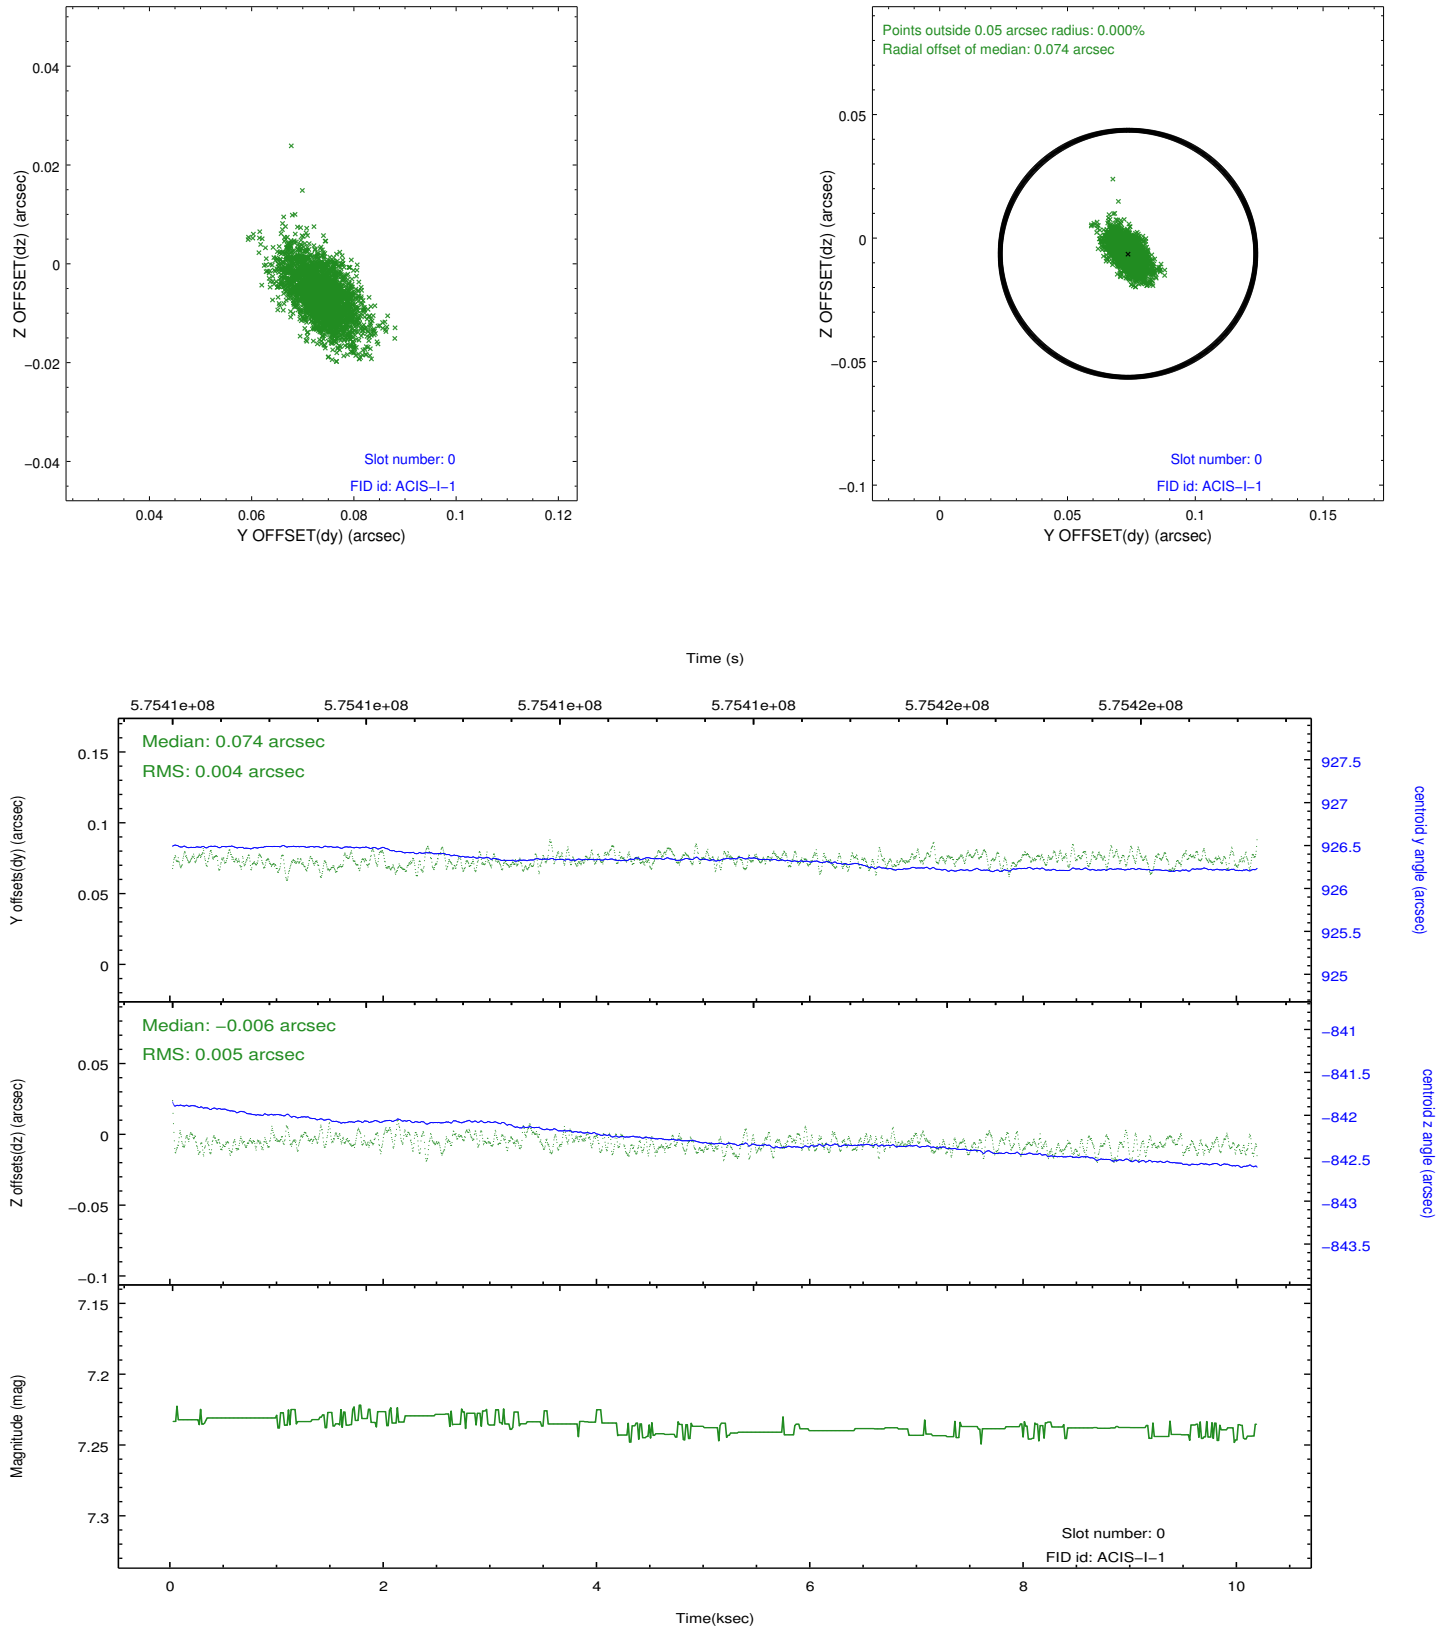 0.04
0.02
0
−0.02
−0.04
Z OFFSET(dz) (arcsec)
Slot number: 0
FID id: ACIS−I−1
0.04 0.06 0.08 0.1 0.12
Y OFFSET(dy) (arcsec)
Points outside 0.05 arcsec radius: 0.000%
Radial offset of median: 0.074 arcsec
0.05
0
−0.05
−0.1
Z OFFSET(dz) (arcsec)
Slot number: 0
FID id: ACIS−I−1
0 0.05 0.1 0.15
Y OFFSET(dy) (arcsec)
Time (s)
5.7541e+08 5.7541e+08 5.7541e+08 5.7541e+08 5.7542e+08 5.7542e+08
Median: 0.074 arcsec
RMS: 0.004 arcsec
0.15
0.1
0.05
0
Y offsets(dy) (arcsec)
927.5
927
926.5
926
925.5
925
centroid y angle (arcsec)
Median: −0.006 arcsec
RMS: 0.005 arcsec
0.05
0
−0.05
−0.1
Z offsets(dz) (arcsec)
−841
−841.5
−842
−842.5
−843
−843.5
centroid z angle (arcsec)
7.15
7.2
7.25
7.3
Magnitude (mag)
Slot number: 0
FID id: ACIS−I−1
0 2 4 6 8 10
Time(ksec)